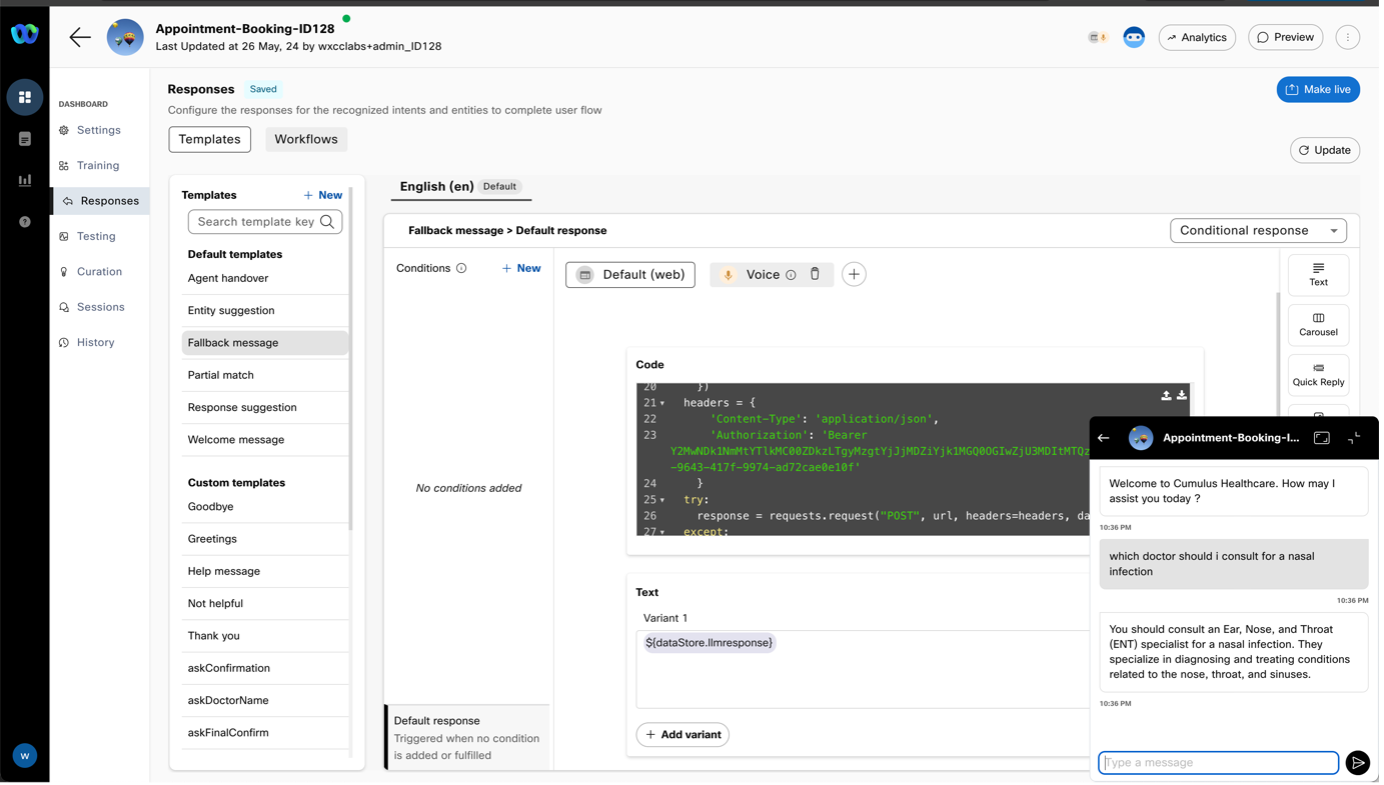 Appointment-Booking-ID128
Last Updated at 26 May, 24 by wxcclabs+admin_ID128
Analytics
Preview
DASHBOARD
Settings
Training
Responses
Testing
Curation
Sessions
History
w
Responses
Saved
Configure the responses for the recognized intents and entities to complete user flow
Make live
Templates
Workflows
Update
Templates
+ New
Search template key
Default templates
Agent handover
Entity suggestion
Fallback message
Partial match
Response suggestion
Welcome message
Custom templates
Goodbye
Greetings
Help message
Not helpful
Thank you
askConfirmation
askDoctorName
askFinalConfirm
English (en) Default
Fallback message > Default response
Conditional response
Conditions
+ New
No conditions added
Default response
Triggered when no condition
is added or fulfilled
Default (web)
Voice
Code
20 })
21 headers = {
22 'Content-Type': 'application/json',
23 'Authorization': 'Bearer
-9643-417f-9974-ad72cae0e10f'
24 }
25 try:
26 response = requests.request("POST", url, headers=headers, da
27 except:
Text
Variant 1
${dataStore.llmresponse}
+ Add variant
Text
Carousel
Quick Reply
Appointment-Booking-I...
Welcome to Cumulus Healthcare. How may I
assist you today ?
10:36 PM
which doctor should i consult for a nasal
infection
10:36 PM
You should consult an Ear, Nose, and Throat
(ENT) specialist for a nasal infection. They
specialize in diagnosing and treating conditions
related to the nose, throat, and sinuses.
10:36 PM
Type a message